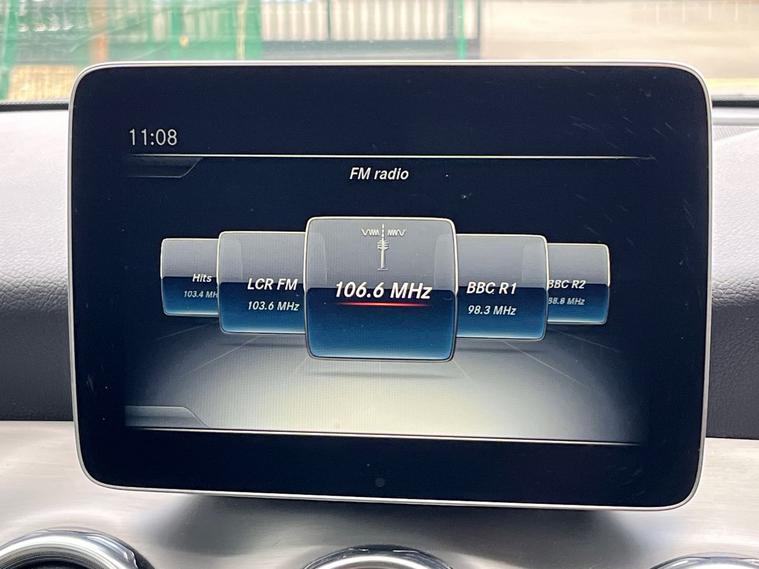 11:08
FM radio
Hits
103.4 MH
LCR FM
103.6 MHz
106.6 MHz
BBC R1
98.3 MHz
BBC R2
88.8 MHz